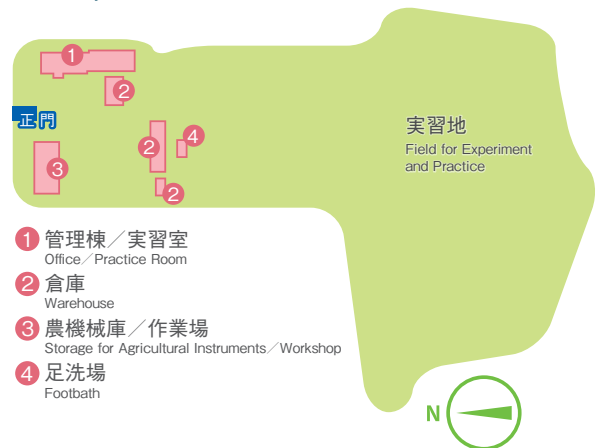 1
2
正門
3
2
4
2
実習地
Field for Experiment
and Practice
1 管理棟／実習室
Office／Practice Room
2 倉庫
Warehouse
3 農機械庫／作業場
Storage for Agricultural Instruments／Workshop
4 足洗場
Footbath
N